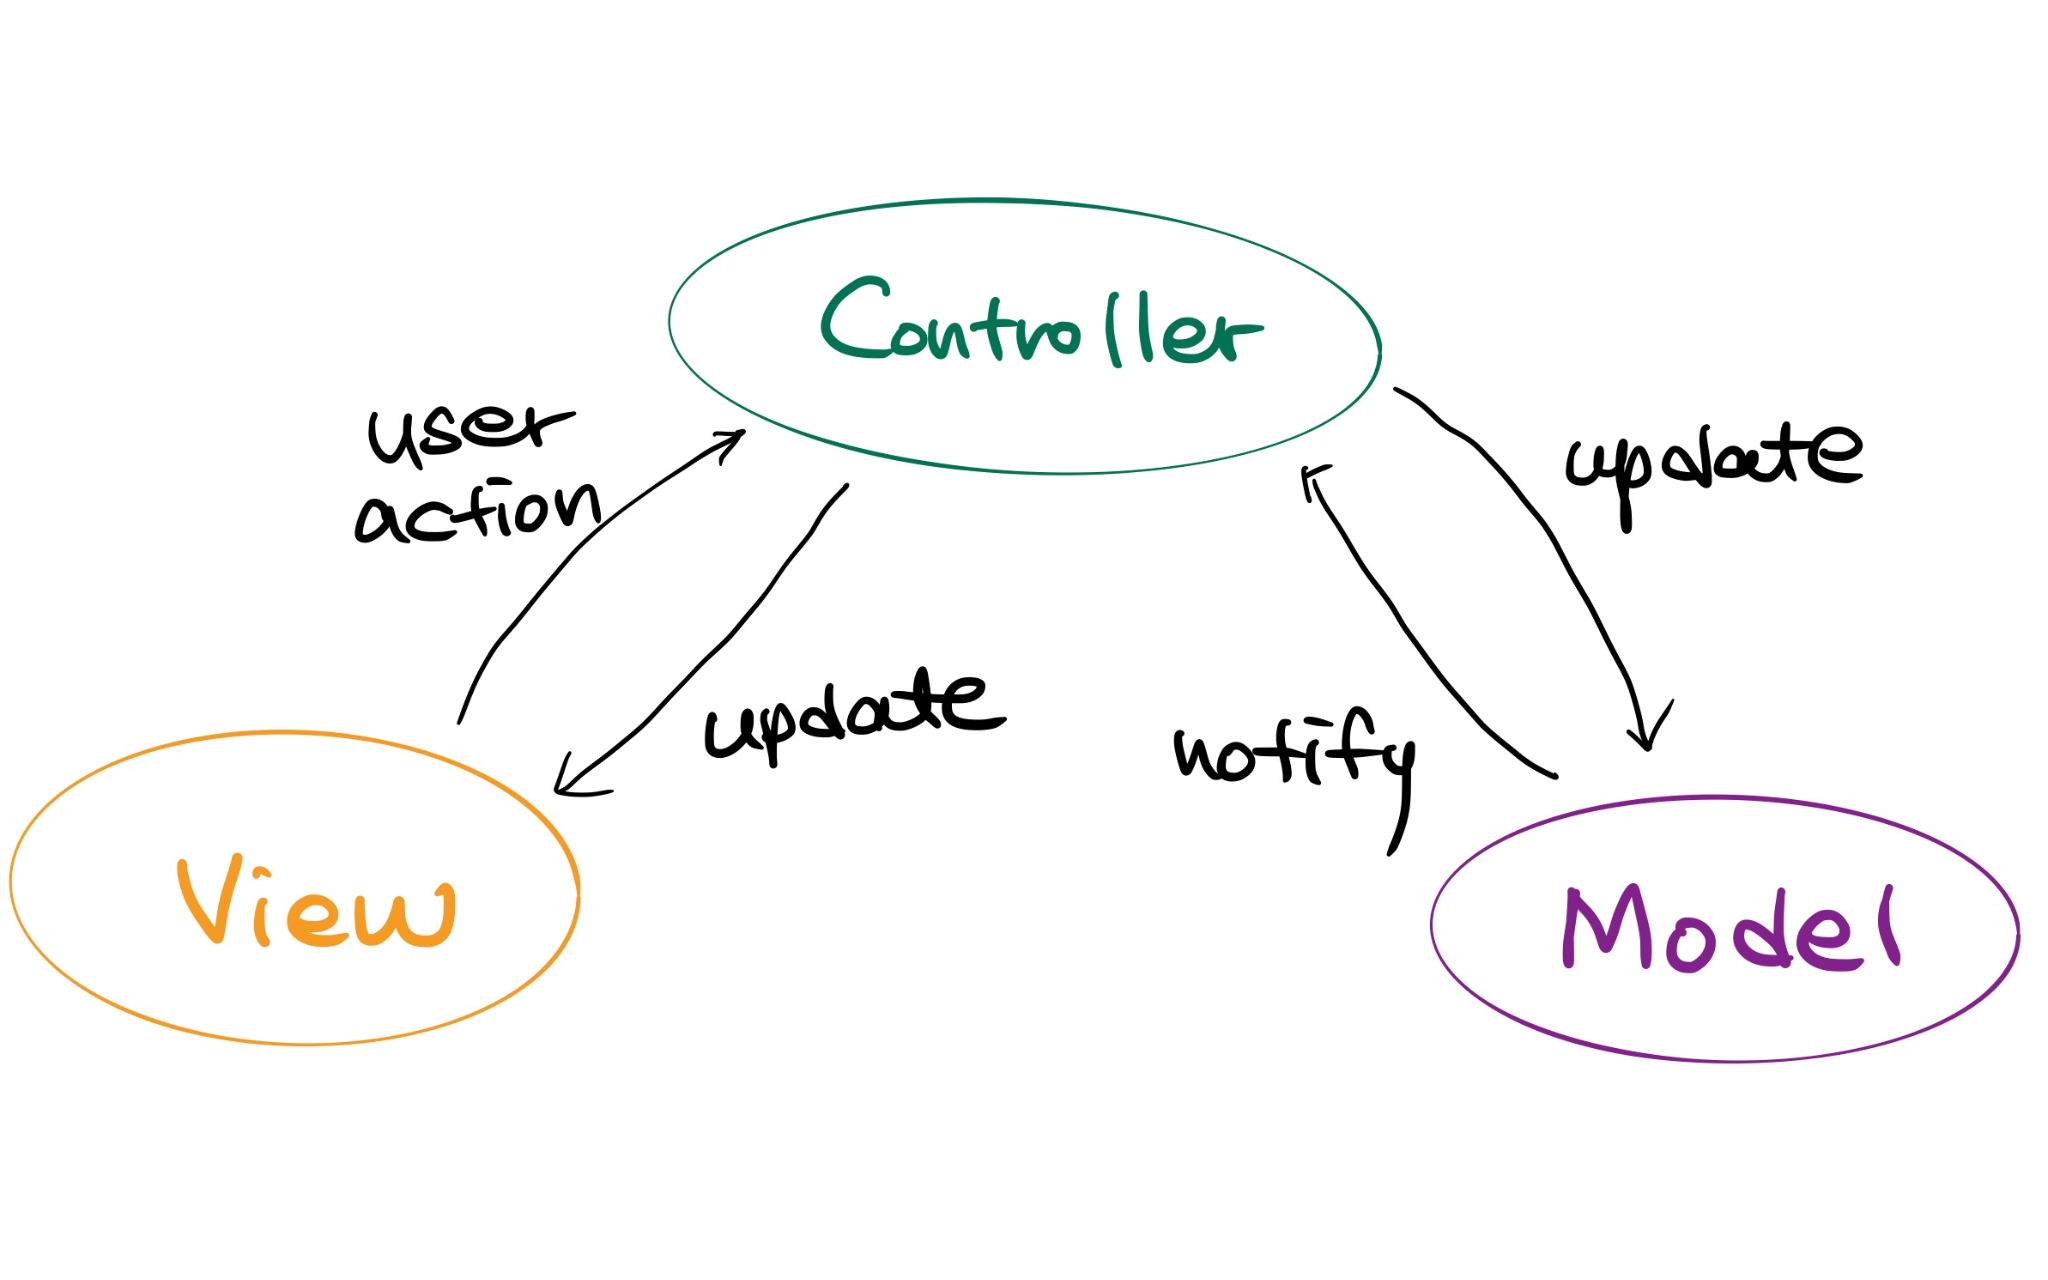 Controller
user
action
update
update
notify
View
Model